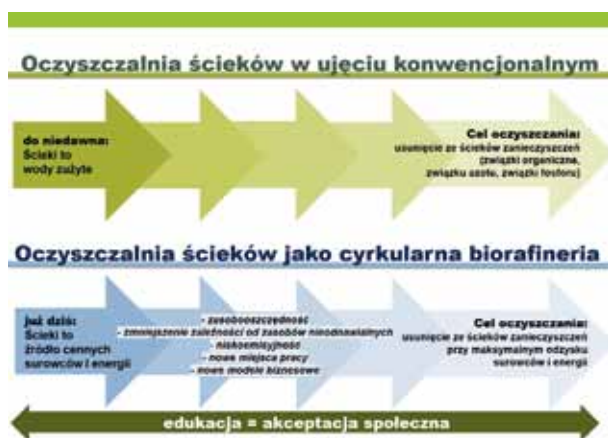 Oczyszczalnia ścieków w ujęciu konwencjonalnym
do niedawna:
Ścieki to
wody zużyte
Cel oczyszczania:
usunięcie ze ścieków zanieczyszczeń
(związki organiczne,
związku azotu, związki fosforu)
Oczyszczalnia ścieków jako cyrkularna biorafineria
już dziś:
Ścieki to
źródło cennych
surowców i energii
- zasobooszczędność
- zmniejszenie zależności od zasobów nieodnawialnych
- niskoemisyjność
- nowe miejsca pracy
- nowe modele biznesowe
Cel oczyszczania:
usunięcie ze ścieków zanieczyszczeń
przy maksymalnym odzysku
surowców i energii
edukacja = akceptacja społeczna